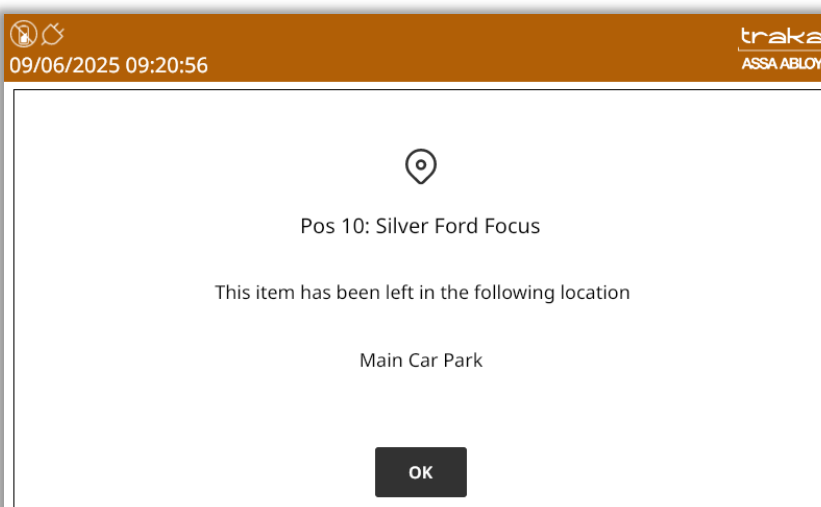 traka
09/06/2025 09:20:56
ASSA ABLOY
Pos 10: Silver Ford Focus
This item has been left in the following location
Main Car Park
OK